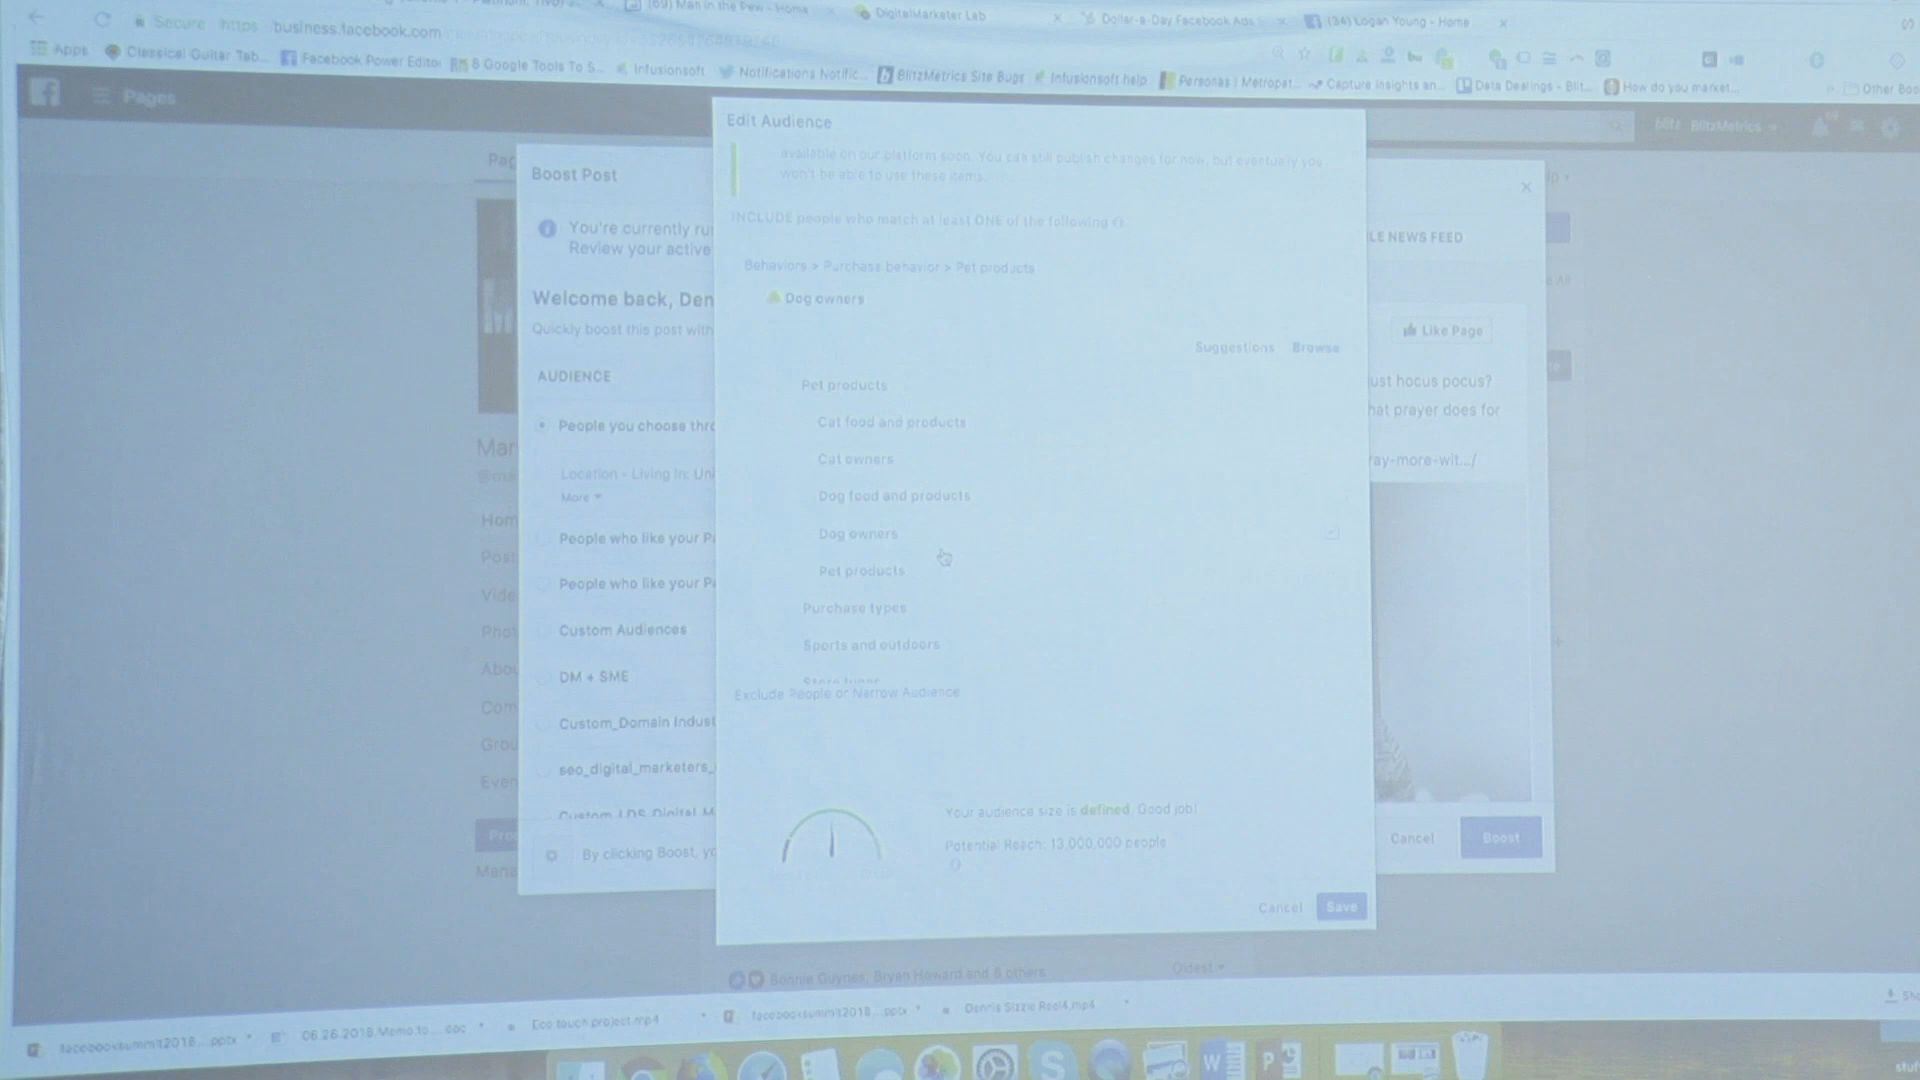 (69) Man in the Pew - Home
DigitalMarketer Lab
Dollar-a-Day Facebook Ads
(34) Logan Young - Home
Secure https business.facebook.com
Apps
Classical Guitar Tab...
Facebook Power Editor
8 Google Tools To S...
Infusionsoft
Notifications Notific...
BlitzMetrics Site Bugs
Infusionsoft help
Personas | Metropat...
Capture insights an...
Data Dealings - Blit...
How do you market...
Other Boo
Pages
blitz BlitzMetrics
Edit Audience
available on our platform soon. You can still publish changes for now, but eventually you
won't be able to use these items.
INCLUDE people who match at least ONE of the following
Behaviors > Purchase behavior > Pet products
Dog owners
Suggestions Browse
Pet products
Cat food and products
Cat owners
Dog food and products
Dog owners
Pet products
Purchase types
Sports and outdoors
Exclude People or Narrow Audience
Your audience size is defined. Good job!
Potential Reach: 13,000,000 people
Cancel Save
Pag
Boost Post
You're currently ru
Review your active
Welcome back, Den
Quickly boost this post with
AUDIENCE
People you choose thro
Location - Living In: Uni
More
People who like your Pa
People who like your Pa
Custom Audiences
DM + SME
Custom_Domain Indust
seo_digital_marketers_
Custom LDS Digital M
By clicking Boost, yo
Mar
Hom
Post
Vide
Phot
Abou
Com
Grou
Even
Pro
Mana
LE NEWS FEED
Like Page
ust hocus pocus?
hat prayer does for
ray-more-wit.../
Cancel Boost
Bonnie Guynes, Bryan Howard and 6 others
Oldest
facebooksummit2018....pptx
06.26.2018.Memo.to....doc
Eco touch project.mp4
facebooksummit2018....pptx
Dennis Sizzle Reel4.mp4
Sho
stuf